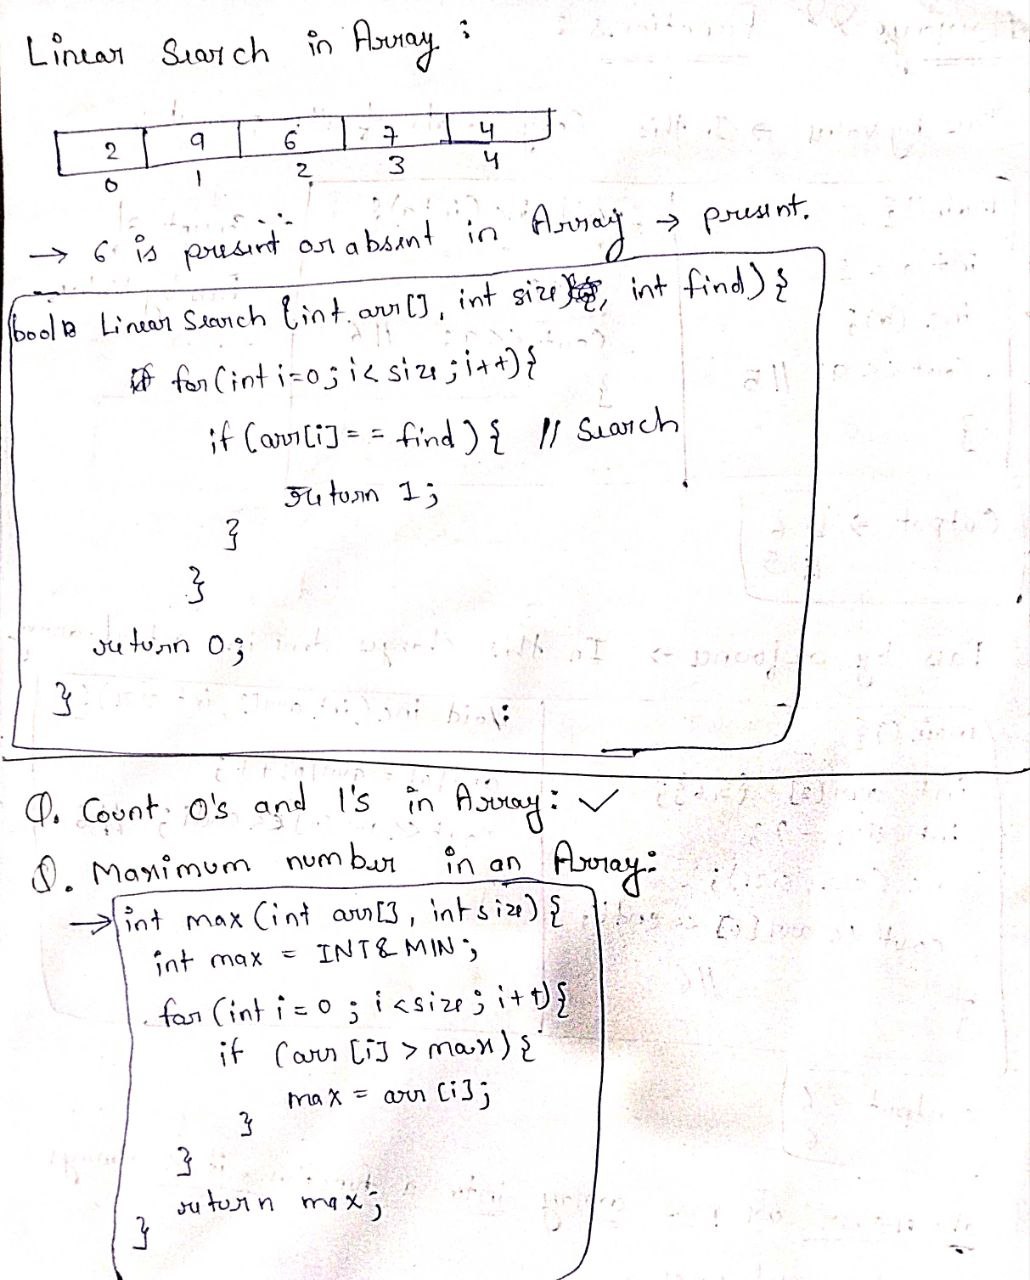 Linear Search in Array :
2 9 6 7 4
0 1 2 3 4
→ 6 is present or absent in Array → present.
bool Linear Search {int arr[], int size, int find) {
for (int i=0; i< size; i++){
if (arr[i] == find) { // Search
return 1;
}
}
return 0;
}
Q. Count 0's and 1's in Array: ✓
Q. Maximum number in an Array:
→ int max (int arr[], int size) {
int max = INT& MIN;
for (int i = 0 ; i <size; i++){
if (arr [i] > max) {
max = arr [i];
}
}
return max;
}